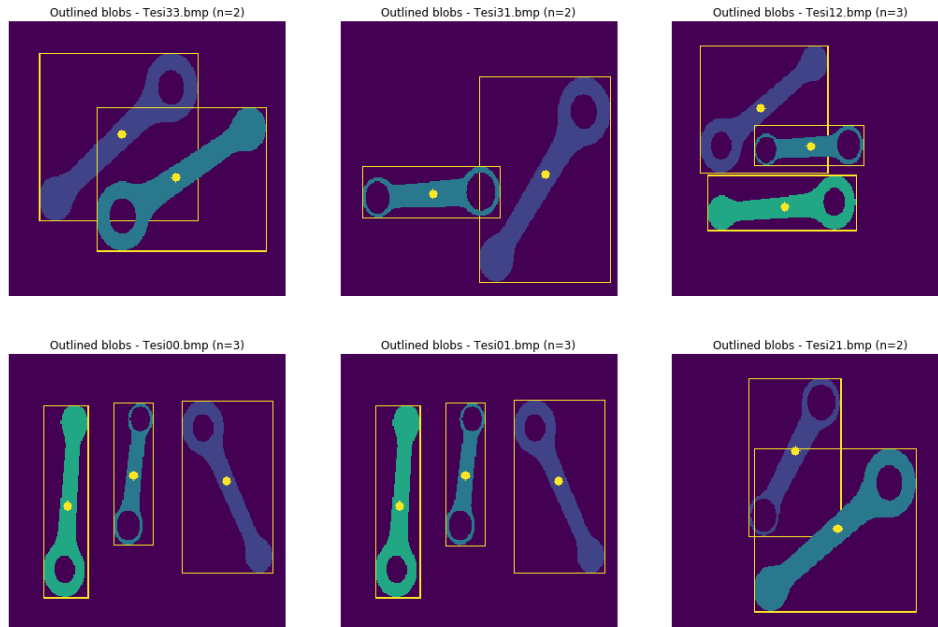 Outlined blobs - Tesi33.bmp (n=2)
Outlined blobs - Tesi31.bmp (n=2)
Outlined blobs - Tesi12.bmp (n=3)
Outlined blobs - Tesi00.bmp (n=3)
Outlined blobs - Tesi01.bmp (n=3)
Outlined blobs - Tesi21.bmp (n=2)